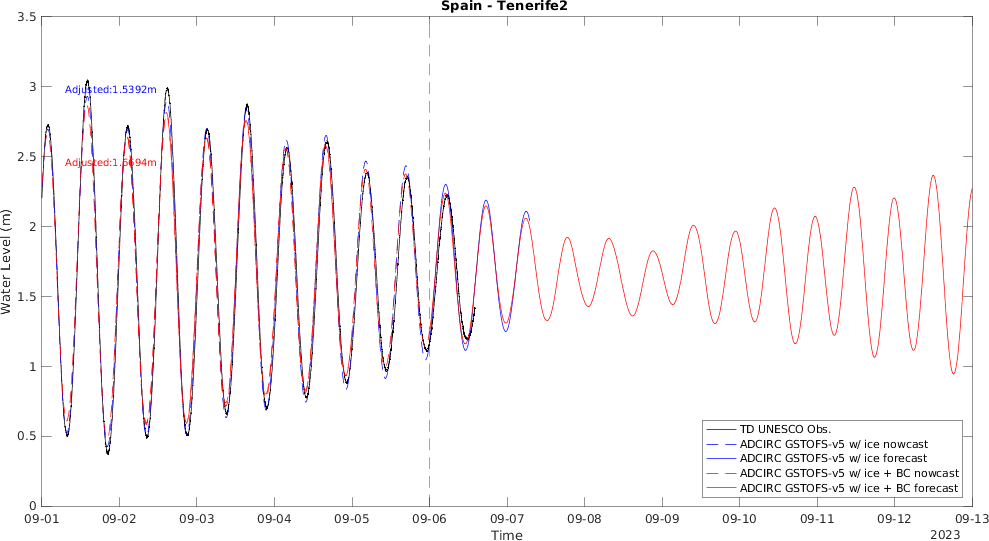 Spain - Tenerife2
3.5
3
2.5
2
1.5
1
0.5
0
Water Level (m)
Adjusted:1.5392m
Adjusted:1.6694m
TD UNESCO Obs.
ADCIRC GSTOFS-v5 w/ ice nowcast
ADCIRC GSTOFS-v5 w/ ice forecast
ADCIRC GSTOFS-v5 w/ ice + BC nowcast
ADCIRC GSTOFS-v5 w/ ice + BC forecast
09-01 09-02 09-03 09-04 09-05 09-06 09-07 09-08 09-09 09-10 09-11 09-12 09-13
Time
2023